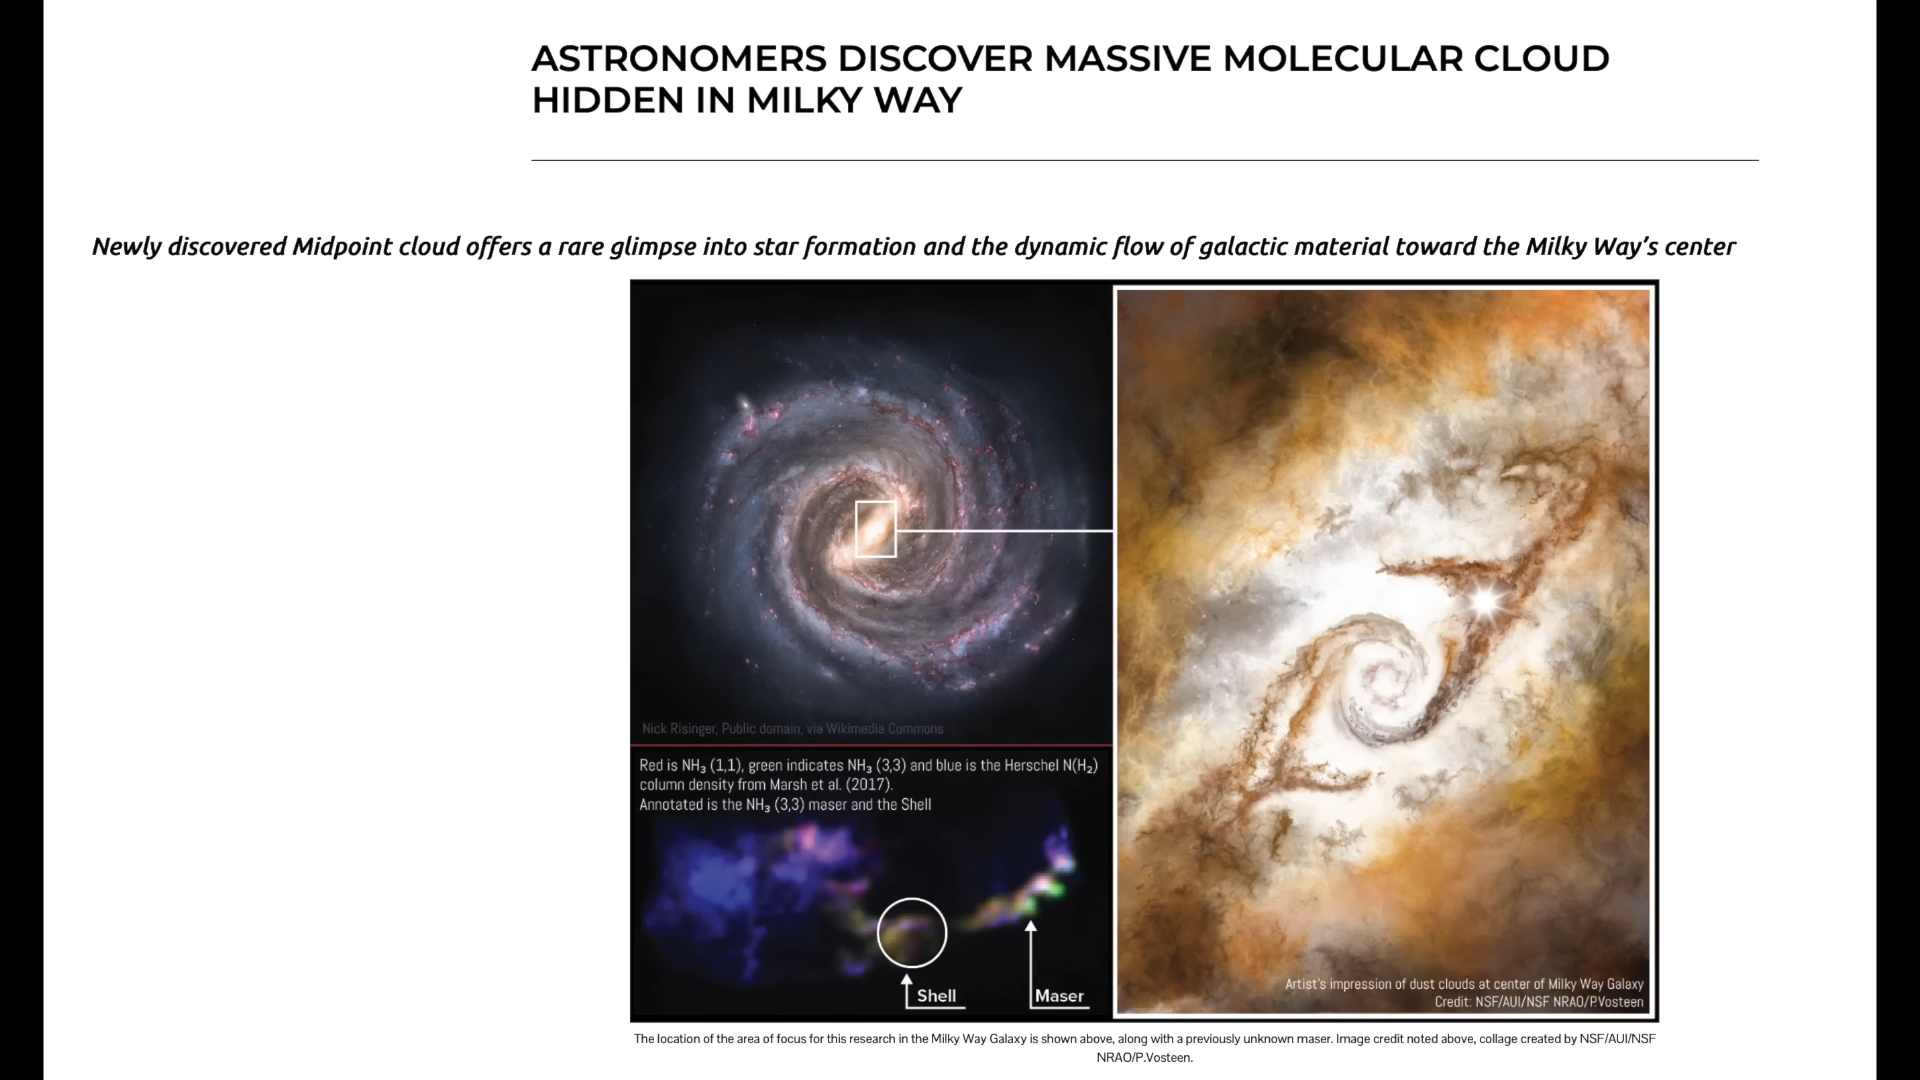 ASTRONOMERS DISCOVER MASSIVE MOLECULAR CLOUD
HIDDEN IN MILKY WAY
Newly discovered Midpoint cloud offers a rare glimpse into star formation and the dynamic flow of galactic material toward the Milky Way's center
Nick Risinger, Public domain, via Wikimedia Commons
Red is NH₃ (1,1), green indicates NH₃ (3,3) and blue is the Herschel N(H₂)
column density from Marsh et al. (2017).
Annotated is the NH₃ (3,3) maser and the Shell
Shell
Maser
Artist's impression of dust clouds at center of Milky Way Galaxy
Credit: NSF/AUI/NSF NRAO/P.Vosteen
The location of the area of focus for this research in the Milky Way Galaxy is shown above, along with a previously unknown maser. Image credit noted above, collage created by NSF/AUI/NSF
NRAO/P.Vosteen.